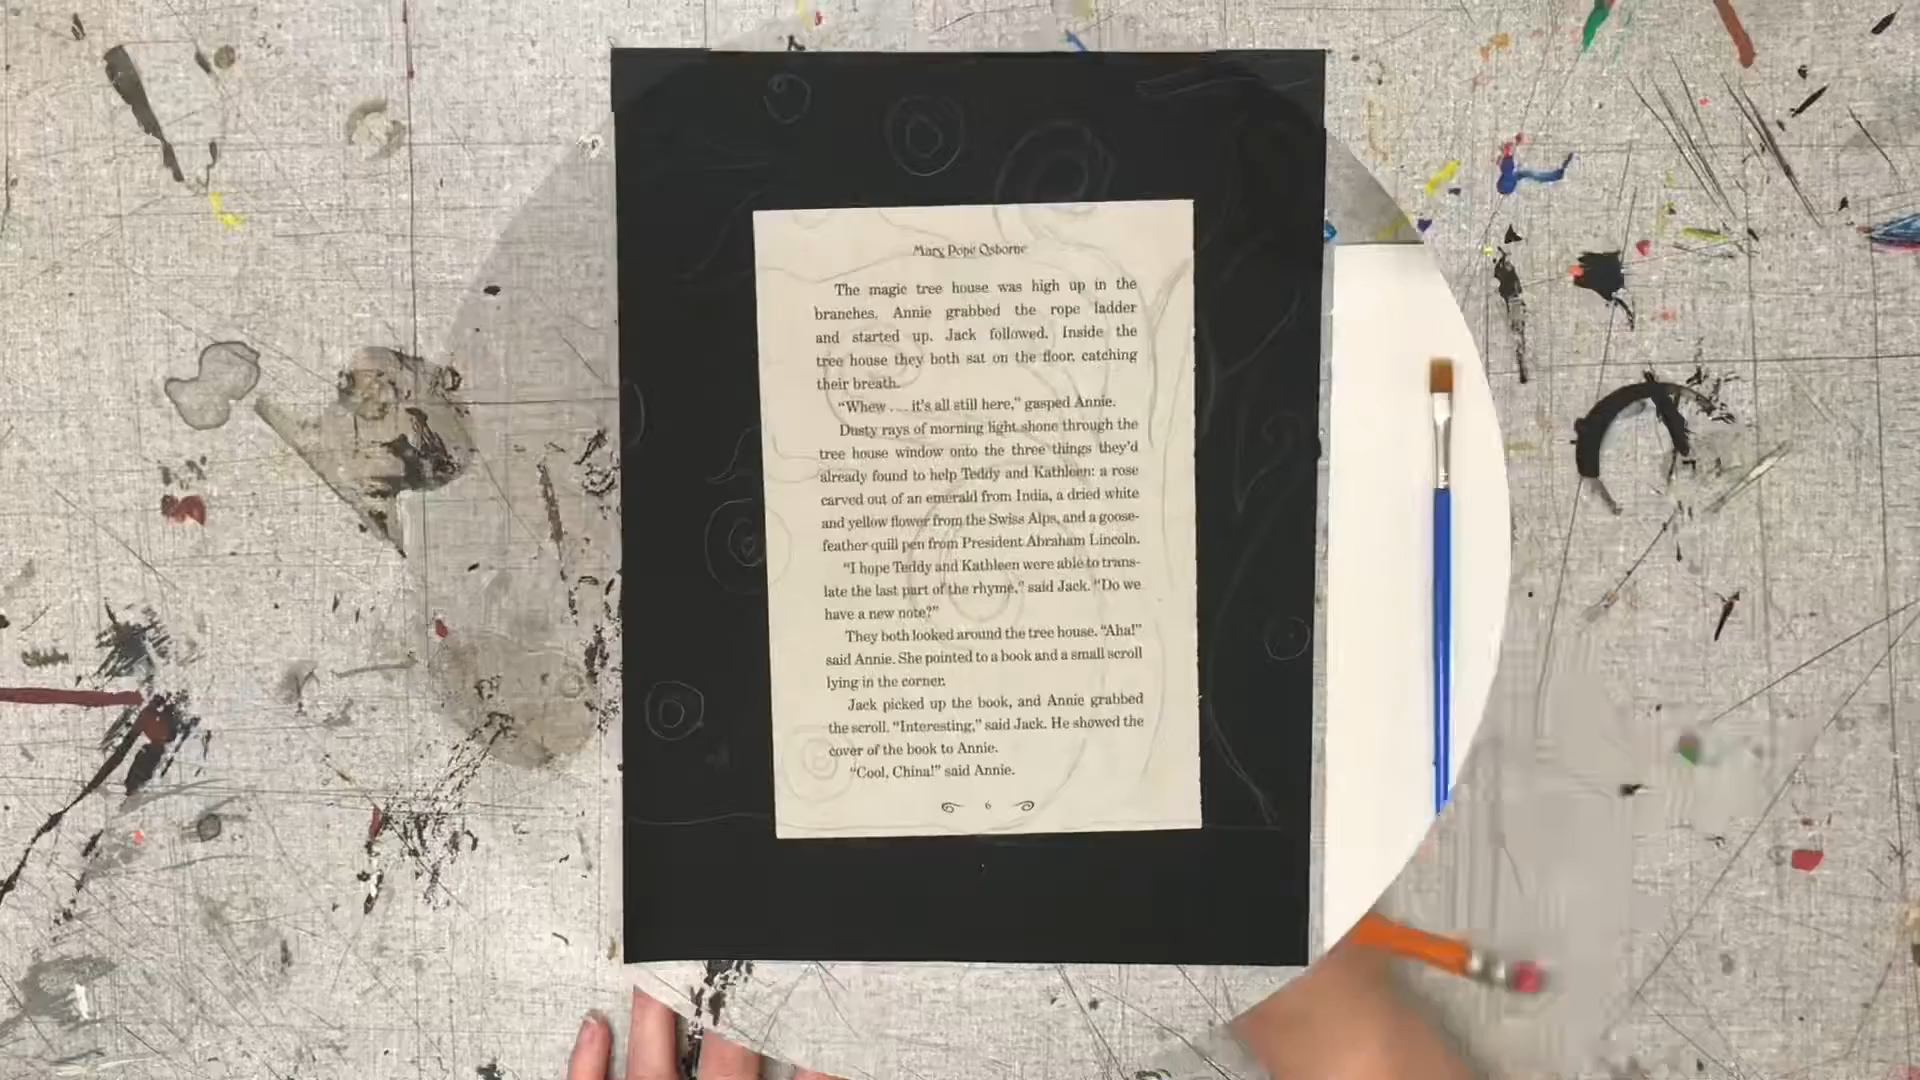 Mary Pope Osborne
The magic tree house was high up in the
branches. Annie grabbed the rope ladder
and started up. Jack followed. Inside the
tree house they both sat on the floor, catching
their breath.
“Whew . . . it’s all still here,” gasped Annie.
Dusty rays of morning light shone through the
tree house window onto the three things they’d
already found to help Teddy and Kathleen: a rose
carved out of an emerald from India, a dried white
and yellow flower from the Swiss Alps, and a goose-
feather quill pen from President Abraham Lincoln.
“I hope Teddy and Kathleen were able to trans-
late the last part of the rhyme,” said Jack. “Do we
have a new note?”
They both looked around the tree house. “Aha!”
said Annie. She pointed to a book and a small scroll
lying in the corner.
Jack picked up the book, and Annie grabbed
the scroll. “Interesting,” said Jack. He showed the
cover of the book to Annie.
“Cool, China!” said Annie.
6